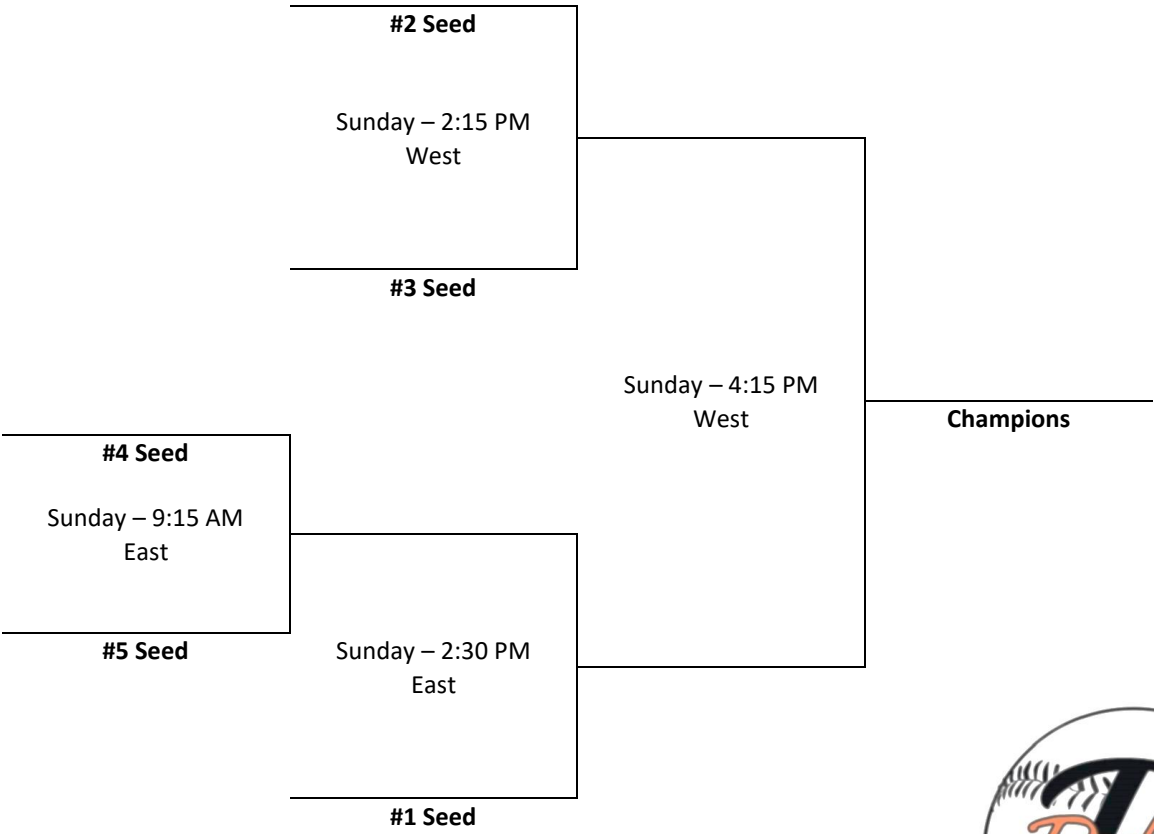 #2 Seed
Sunday – 2:15 PM
West
#3 Seed
Sunday – 4:15 PM
West
Champions
#4 Seed
Sunday – 9:15 AM
East
#5 Seed
Sunday – 2:30 PM
East
#1 Seed